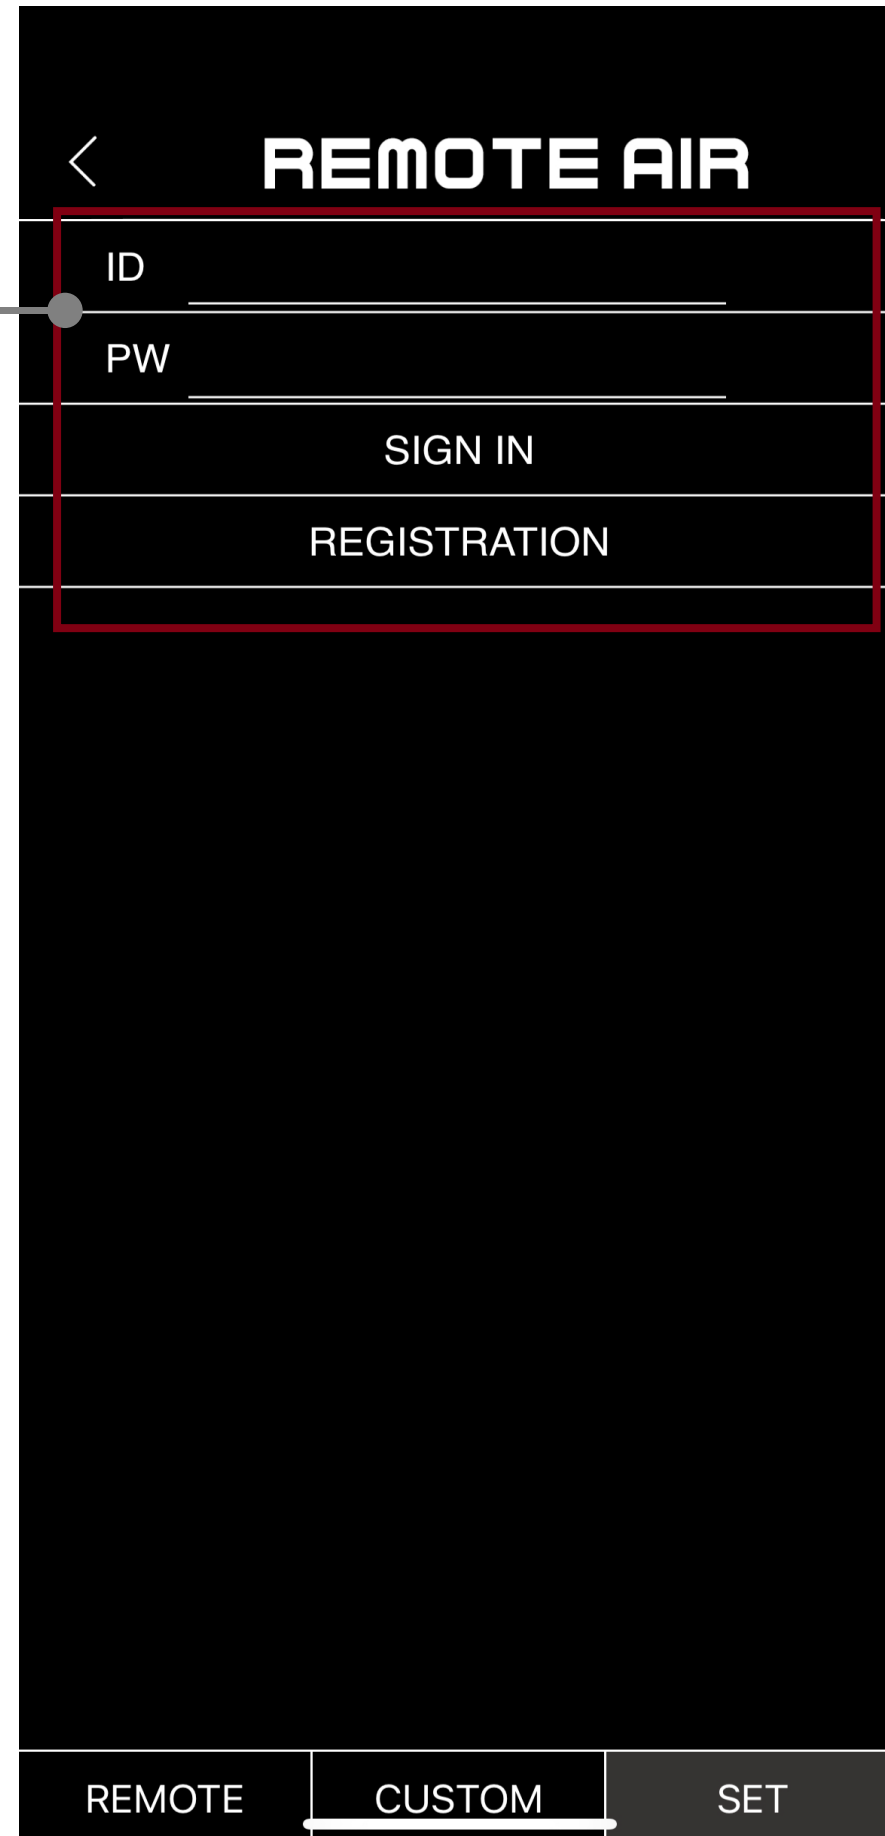 REMOTE AIR
ID
PW
SIGN IN
REGISTRATION
REMOTE CUSTOM SET